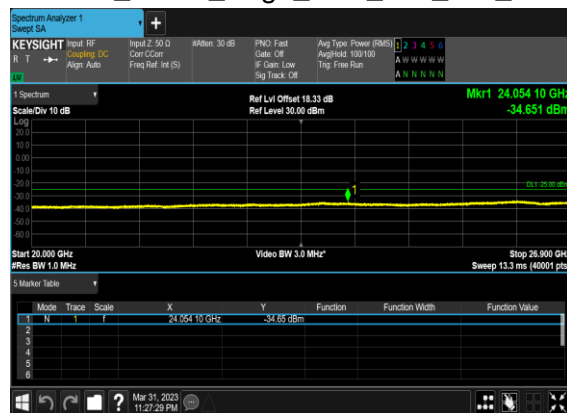 Spectrum Analyzer 1
Swept SA
+
KEYSIGHT Input: RF Input Z: 50 Ω #Atten: 30 dB PNO: Fast Avg Type: Power (RMS) 1 2 3 4 5 6
R T Coupling: DC Corr CCorr Gate: Off Avg|Hold: 100/100 A W W W W W
Align: Auto Freq Ref: Int (S) IF Gain: Low Trig: Free Run
Sig Track: Off A N N N N N
1 Spectrum Ref Lvl Offset 18.33 dB Mkr1 24.054 10 GHz
Scale/Div 10 dB Ref Level 30.00 dBm -34.651 dBm
Log
20.0
10.0
0.00
-10.0
-20.0 DL1 -25.00 dBm
-30.0 1
-40.0
-50.0
-60.0
Start 20.000 GHz Video BW 3.0 MHz* Stop 26.900 GHz
#Res BW 1.0 MHz Sweep 13.3 ms (40001 pts)
5 Marker Table
Mode Trace Scale X Y Function Function Width Function Value
1 N 1 f 24.054 10 GHz -34.65 dBm
2
3
4
5
6
? Mar 31, 2023
11:27:29 PM